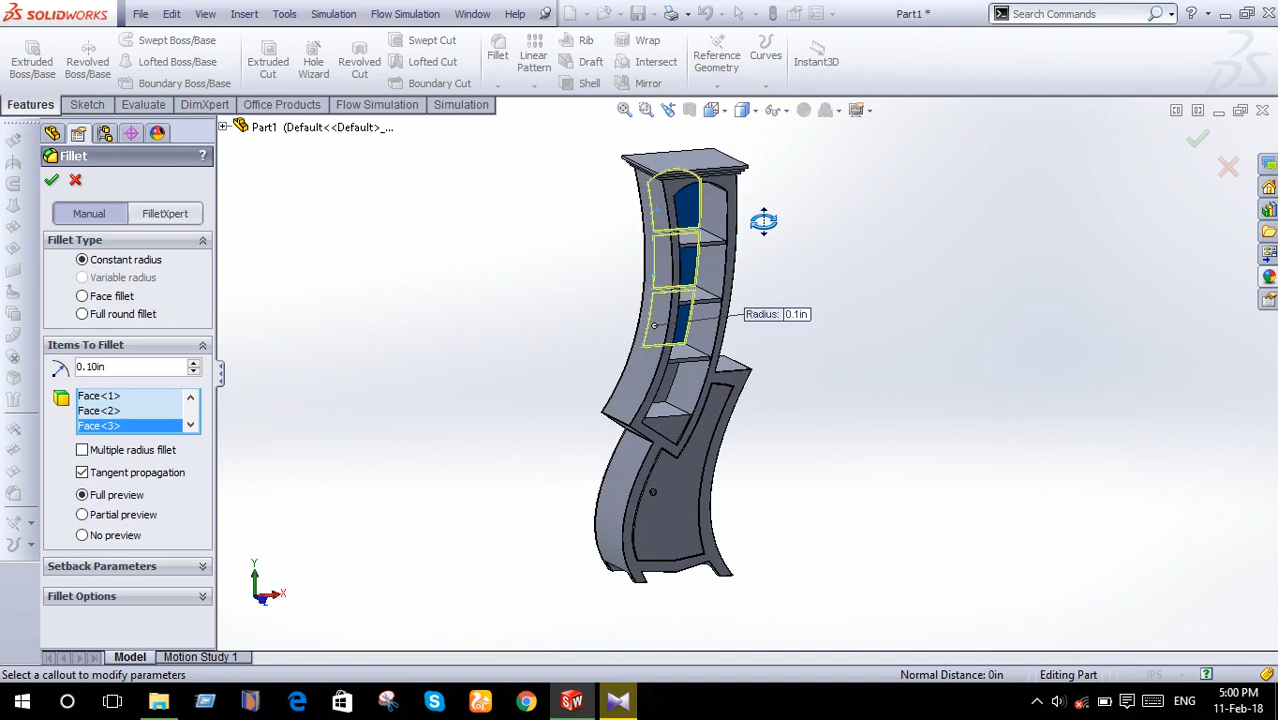 SOLIDWORKS File Edit View Insert Tools Simulation Flow Simulation Window Help Part1 * Search Commands
Extruded Boss/Base Revolved Boss/Base Swept Boss/Base Lofted Boss/Base Boundary Boss/Base Extruded Cut Hole Wizard Revolved Cut Swept Cut Lofted Cut Boundary Cut Fillet Linear Pattern Rib Draft Shell Wrap Intersect Mirror Reference Geometry Curves Instant3D
Features Sketch Evaluate DimXpert Office Products Flow Simulation Simulation
Part1 (Default<<Default>_...
Fillet ?
Manual FilletXpert
Fillet Type
Constant radius
Variable radius
Face fillet
Full round fillet
Items To Fillet
0.10in
Face<1>
Face<2>
Face<3>
Multiple radius fillet
Tangent propagation
Full preview
Partial preview
No preview
Setback Parameters
Fillet Options
Radius: 0.1in
Y
X
Model Motion Study 1
Select a callout to modify parameters Normal Distance: 0in Editing Part IPS
ENG 5:00 PM
11-Feb-18